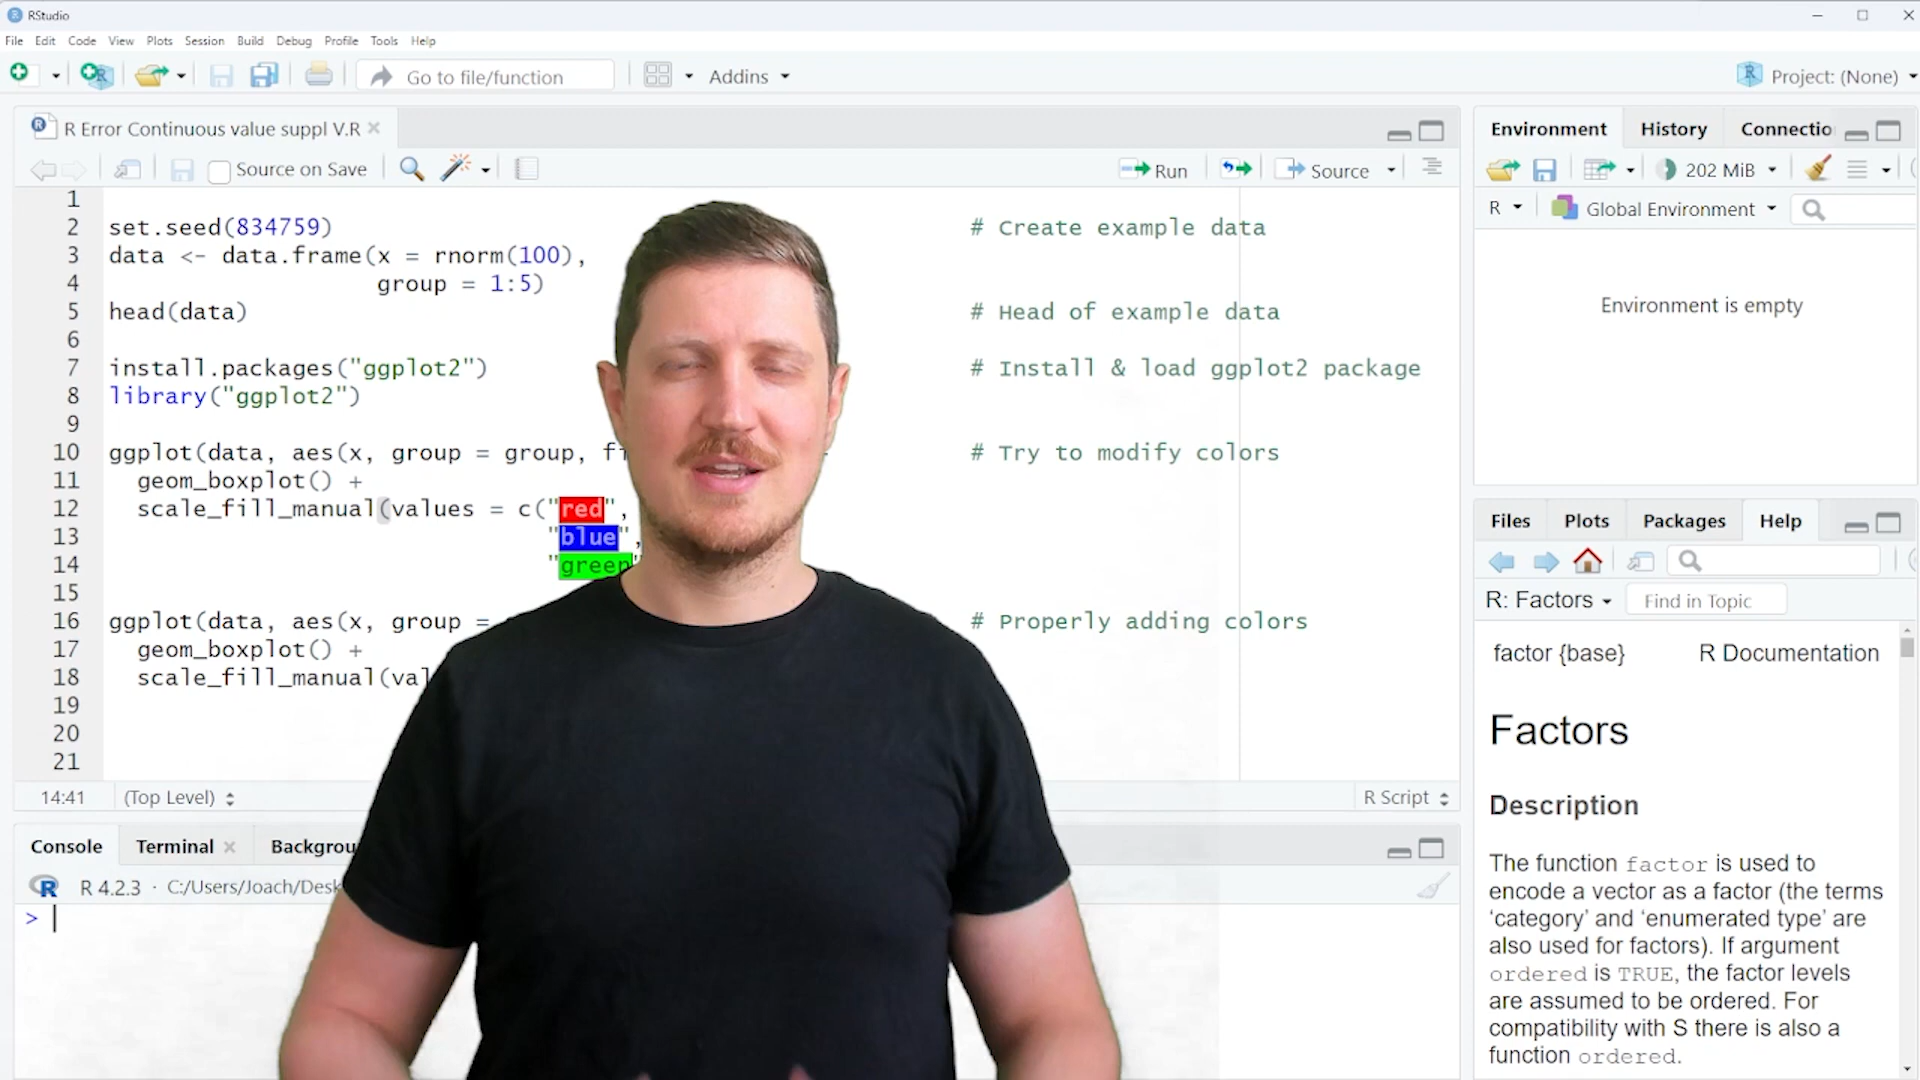 RStudio
File Edit Code View Plots Session Build Debug Profile Tools Help
Go to file/function
Addins
Project: (None)
R Error Continuous value suppl V.R
Source on Save
Run
Source
1
2 set.seed(834759) # Create example data
3 data <- data.frame(x = rnorm(100),
4 group = 1:5)
5 head(data) # Head of example data
6
7 install.packages("ggplot2") # Install & load ggplot2 package
8 library("ggplot2")
9
10 ggplot(data, aes(x, group = group, # Try to modify colors
11 geom_boxplot() +
12 scale_fill_manual(values = c("red",
13 "blue",
14 "green"
15
16 ggplot(data, aes(x, group = # Properly adding colors
17 geom_boxplot() +
18 scale_fill_manual(
19
20
21
14:41 (Top Level) R Script
Console Terminal
R 4.2.3 · C:/Users/Joach/
>
Environment History
202 MiB
R Global Environment
Environment is empty
Files Plots Packages Help
R: Factors Find in Topic
factor {base} R Documentation
Factors
Description
The function factor is used to
encode a vector as a factor (the terms
‘category’ and ‘enumerated type’ are
also used for factors). If argument
ordered is TRUE, the factor levels
are assumed to be ordered. For
compatibility with S there is also a
function ordered.